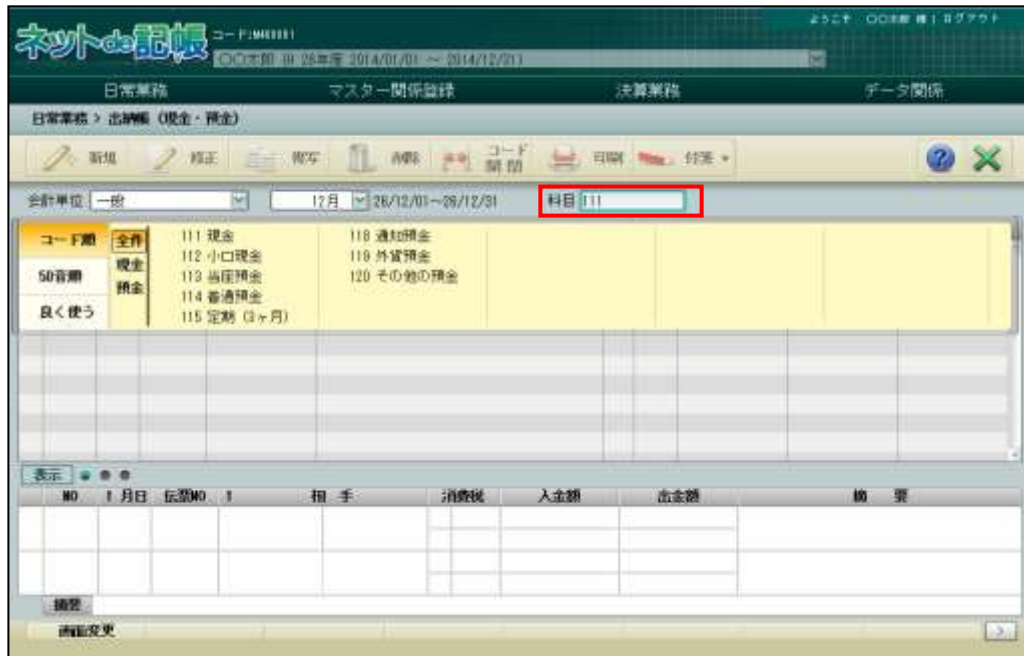 ようこそ 〇〇太郎 様 | ログアウト
ネットde記帳 コード:M400001
〇〇太郎 H 26年度 2014/01/01 ～ 2014/12/31)
日常業務 マスター関係登録 決算業務 データ関係
日常業務 > 出納帳 (現金・預金)
新規 修正 複写 削除 コード開閉 印刷 付箋
会計単位 一般 12月 26/12/01～26/12/31 科目 111
コード順 全件 111 現金 118 通知預金
112 小口現金 119 外貨預金
50音順 現金 113 当座預金 120 その他の預金
預金 114 普通預金
良く使う 115 定期 (3ヶ月)
表示
NO ! 月日 伝票NO ! 相 手 消費税 入金額 出金額 摘 要
摘要
画面変更 >